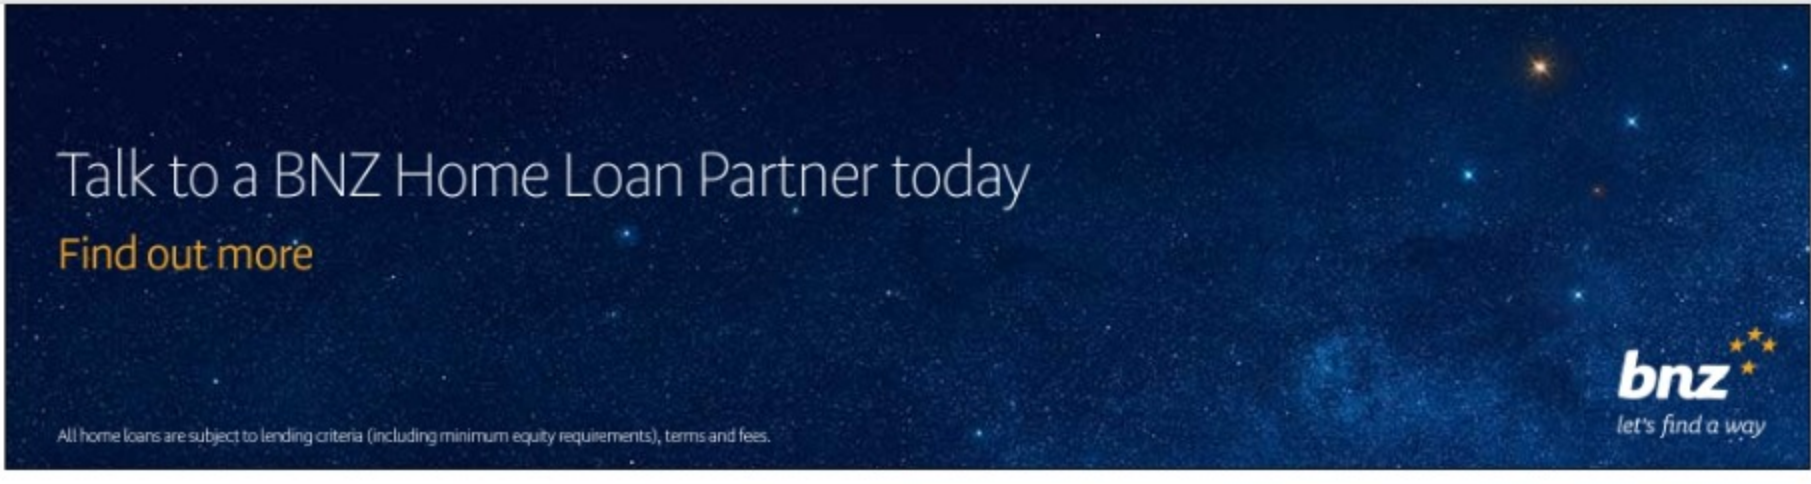 Talk to a BNZ Home Loan Partner today
Find out more
All home loans are subject to lending criteria (including minimum equity requirements), terms and fees.
bnz
let's find a way